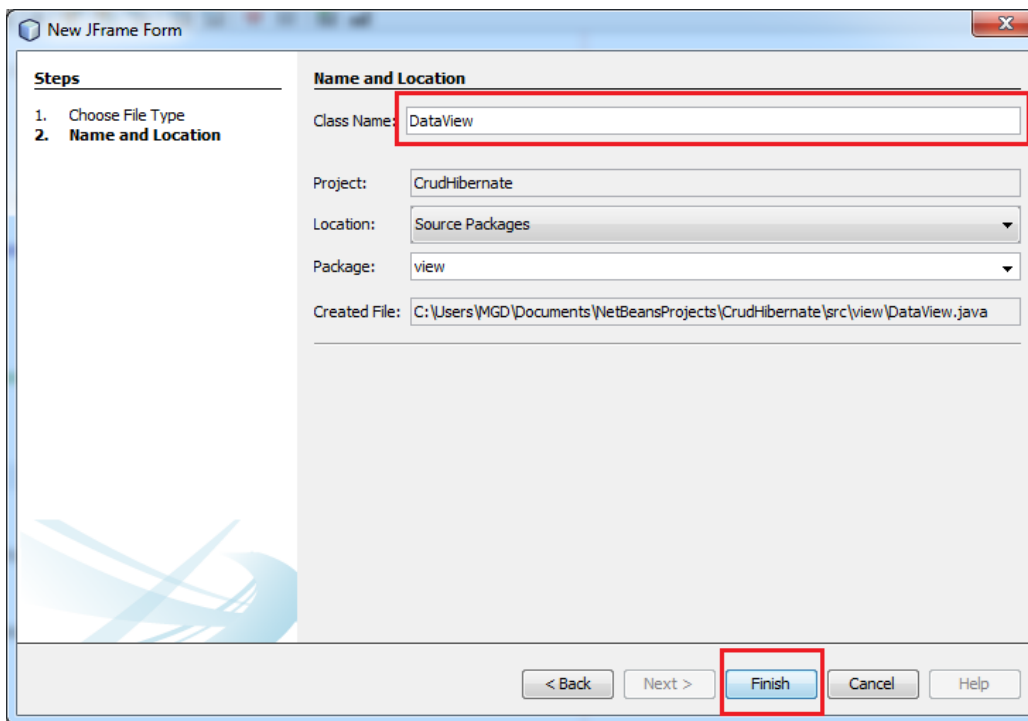 New JFrame Form
Steps
1. Choose File Type
2. Name and Location
Name and Location
Class Name: DataView
Project: CrudHibernate
Location: Source Packages
Package: view
Created File: C:\Users\MGD\Documents\NetBeansProjects\CrudHibernate\src\view\DataView.java
< Back Next > Finish Cancel Help